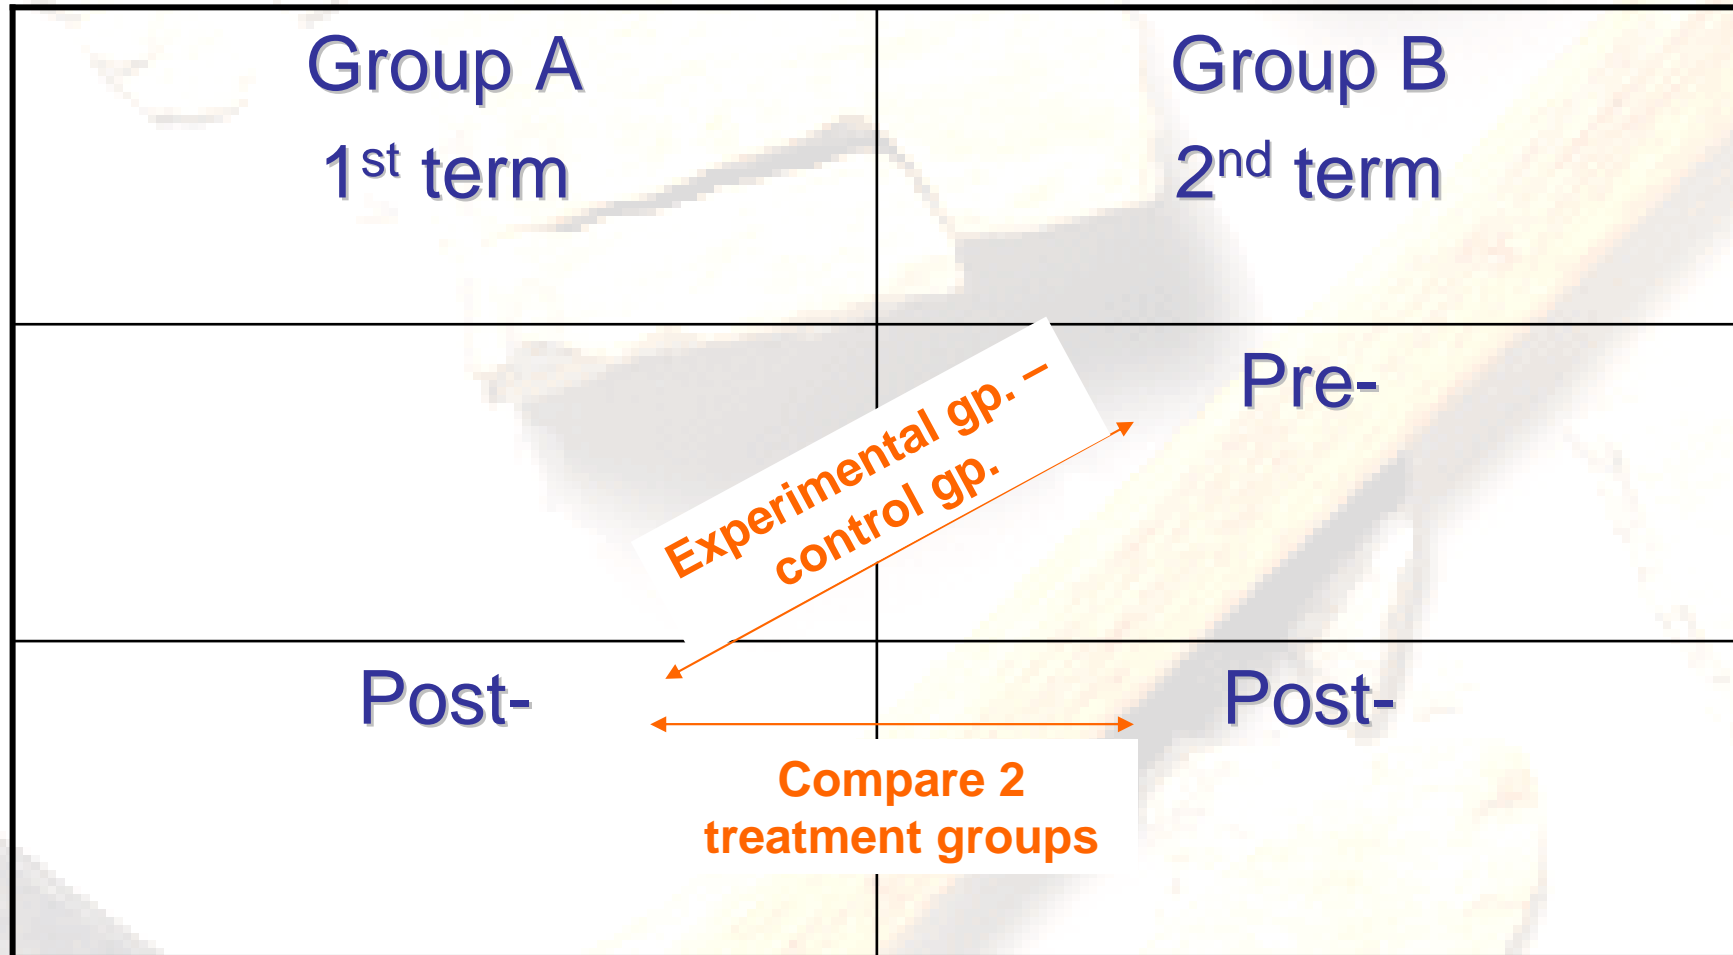 Group A
1st term
Group B
2nd term
Pre-
Experimental gp. –
control gp.
Post-
Post-
Compare 2
treatment groups